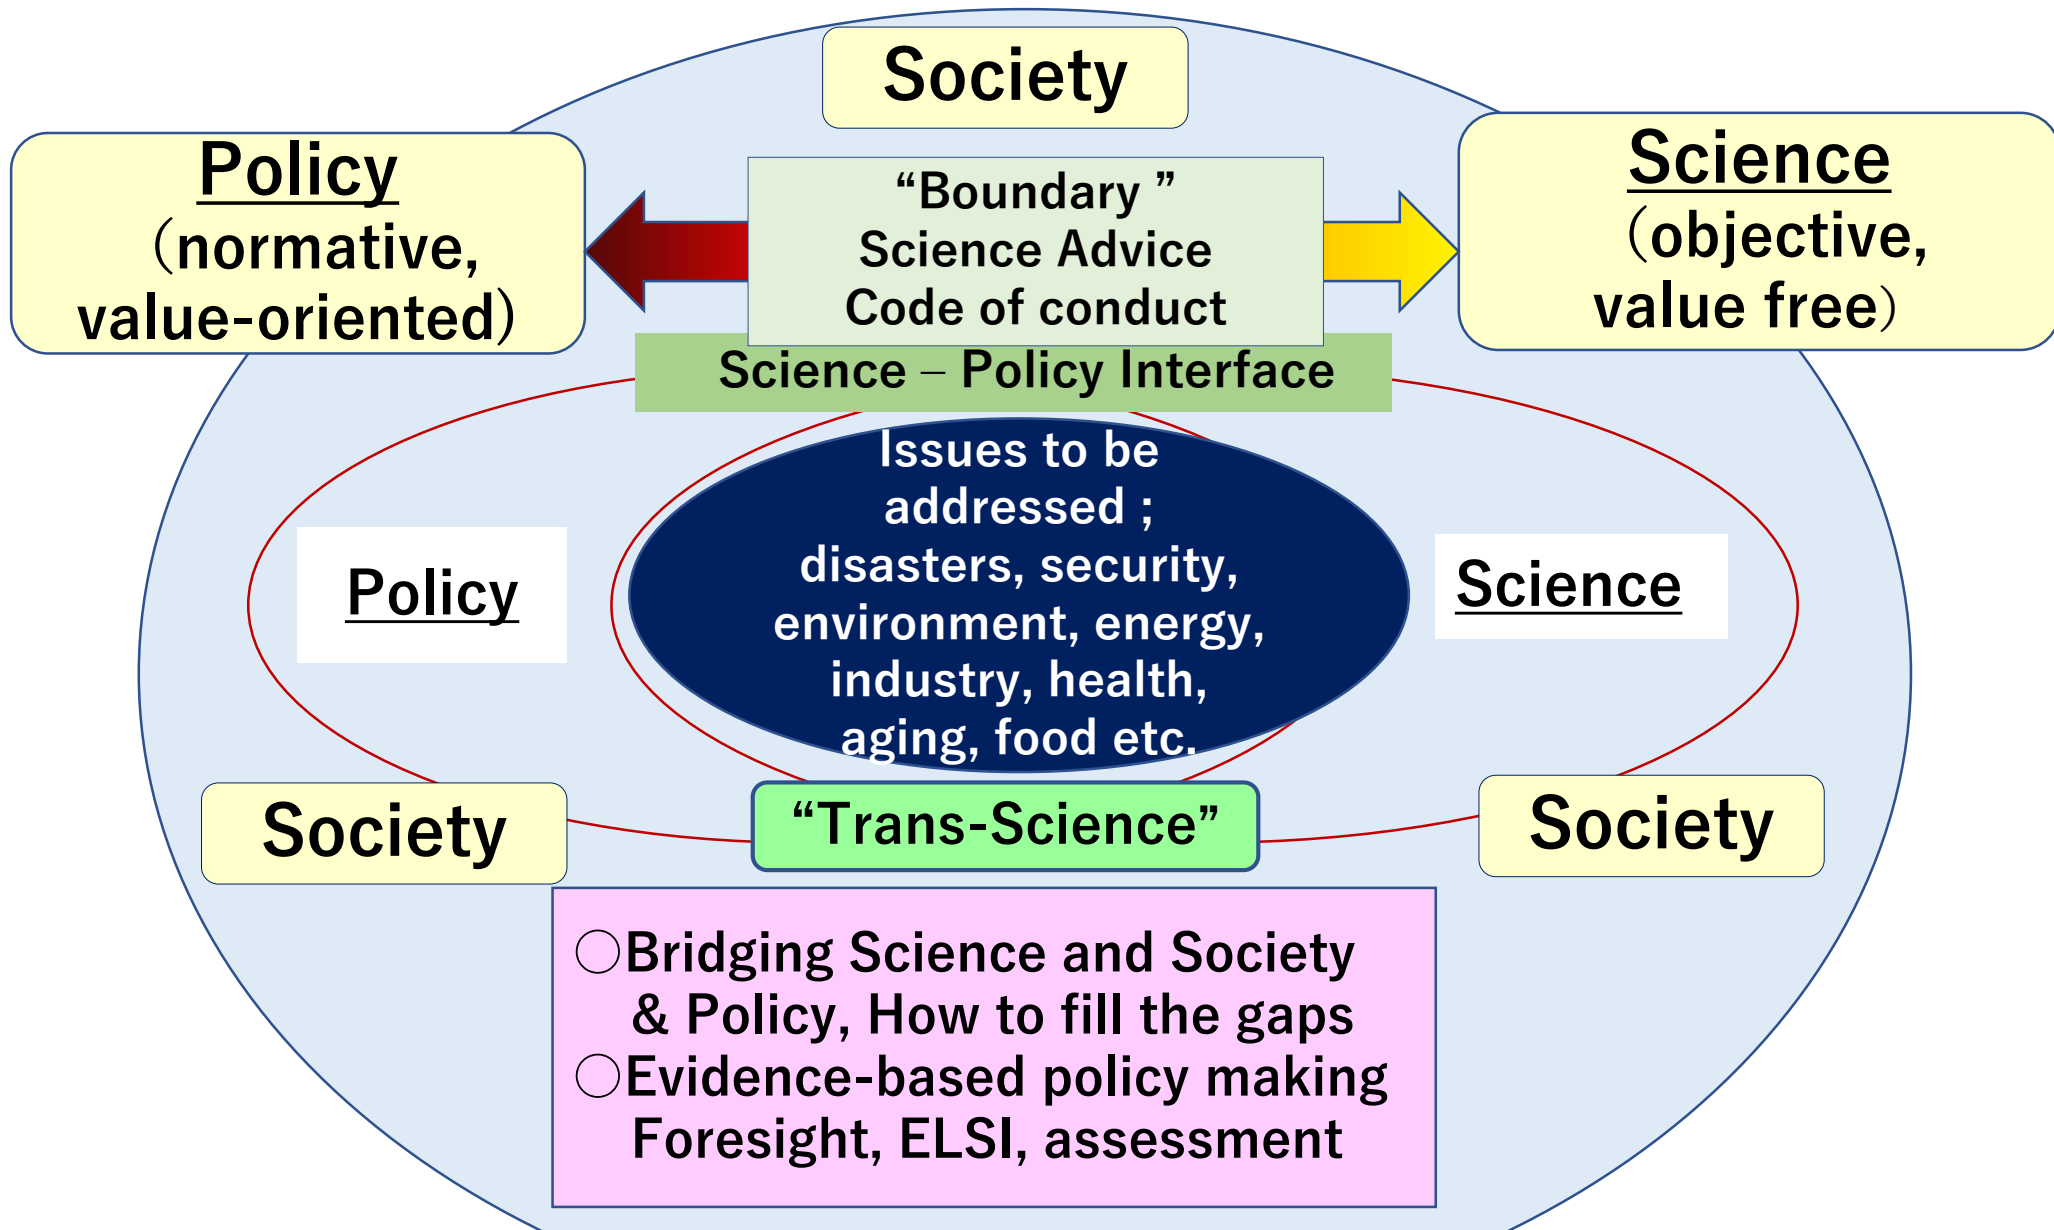 Society
Policy
（normative,
value-oriented)
“Boundary ”
Science Advice
Code of conduct
Science
（objective,
value free）
Science – Policy Interface
Issues to be
addressed ;
disasters, security,
environment, energy,
industry, health,
aging, food etc.
Policy
Science
Society
“Trans-Science”
Society
○Bridging Science and Society
& Policy, How to fill the gaps
○Evidence-based policy making
Foresight, ELSI, assessment